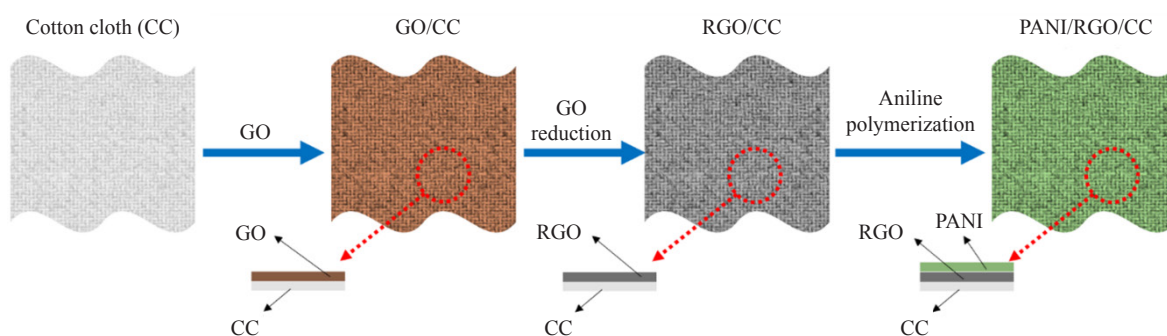 Cotton cloth (CC)
GO/CC
RGO/CC
PANI/RGO/CC
GO
GO
reduction
Aniline
polymerization
GO
CC
RGO
CC
RGO
PANI
CC